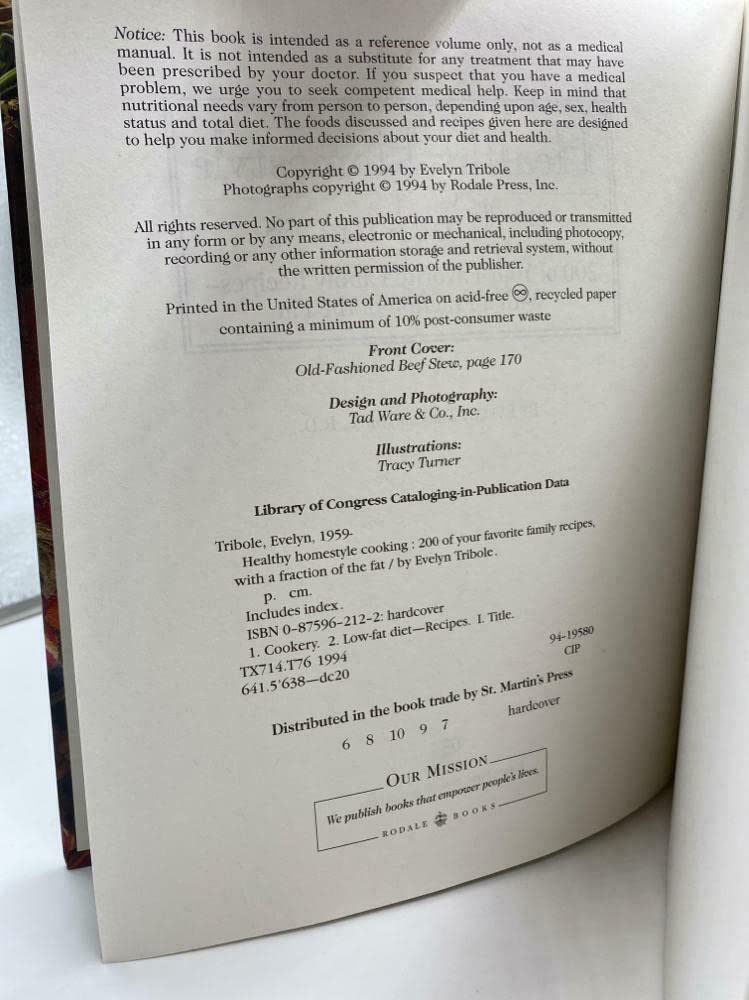 Notice: This book is intended as a reference volume only, not as a medical
manual. It is not intended as a substitute for any treatment that may have
been prescribed by your doctor. If you suspect that you have a medical
problem, we urge you to seek competent medical help. Keep in mind that
nutritional needs vary from person to person, depending upon age, sex, health
status and total diet. The foods discussed and recipes given here are designed
to help you make informed decisions about your diet and health.
Copyright © 1994 by Evelyn Tribole
Photographs copyright © 1994 by Rodale Press, Inc.
All rights reserved. No part of this publication may be reproduced or transmitted
in any form or by any means, electronic or mechanical, including photocopy,
recording or any other information storage and retrieval system, without
the written permission of the publisher.
Printed in the United States of America on acid-free ♾, recycled paper
containing a minimum of 10% post-consumer waste
Front Cover:
Old-Fashioned Beef Stew, page 170
Design and Photography:
Tad Ware & Co., Inc.
Illustrations:
Tracy Turner
Library of Congress Cataloging-in-Publication Data
Tribole, Evelyn, 1959-
Healthy homestyle cooking : 200 of your favorite family recipes,
with a fraction of the fat / by Evelyn Tribole.
p. cm.
Includes index.
ISBN 0-87596-212-2: hardcover
1. Cookery. 2. Low-fat diet—Recipes. I. Title.
TX714.T76 1994
641.5'638—dc20
94-19580
CIP
Distributed in the book trade by St. Martin's Press
6 8 10 9 7 hardcover
OUR MISSION
We publish books that empower people's lives.
RODALE BOOKS